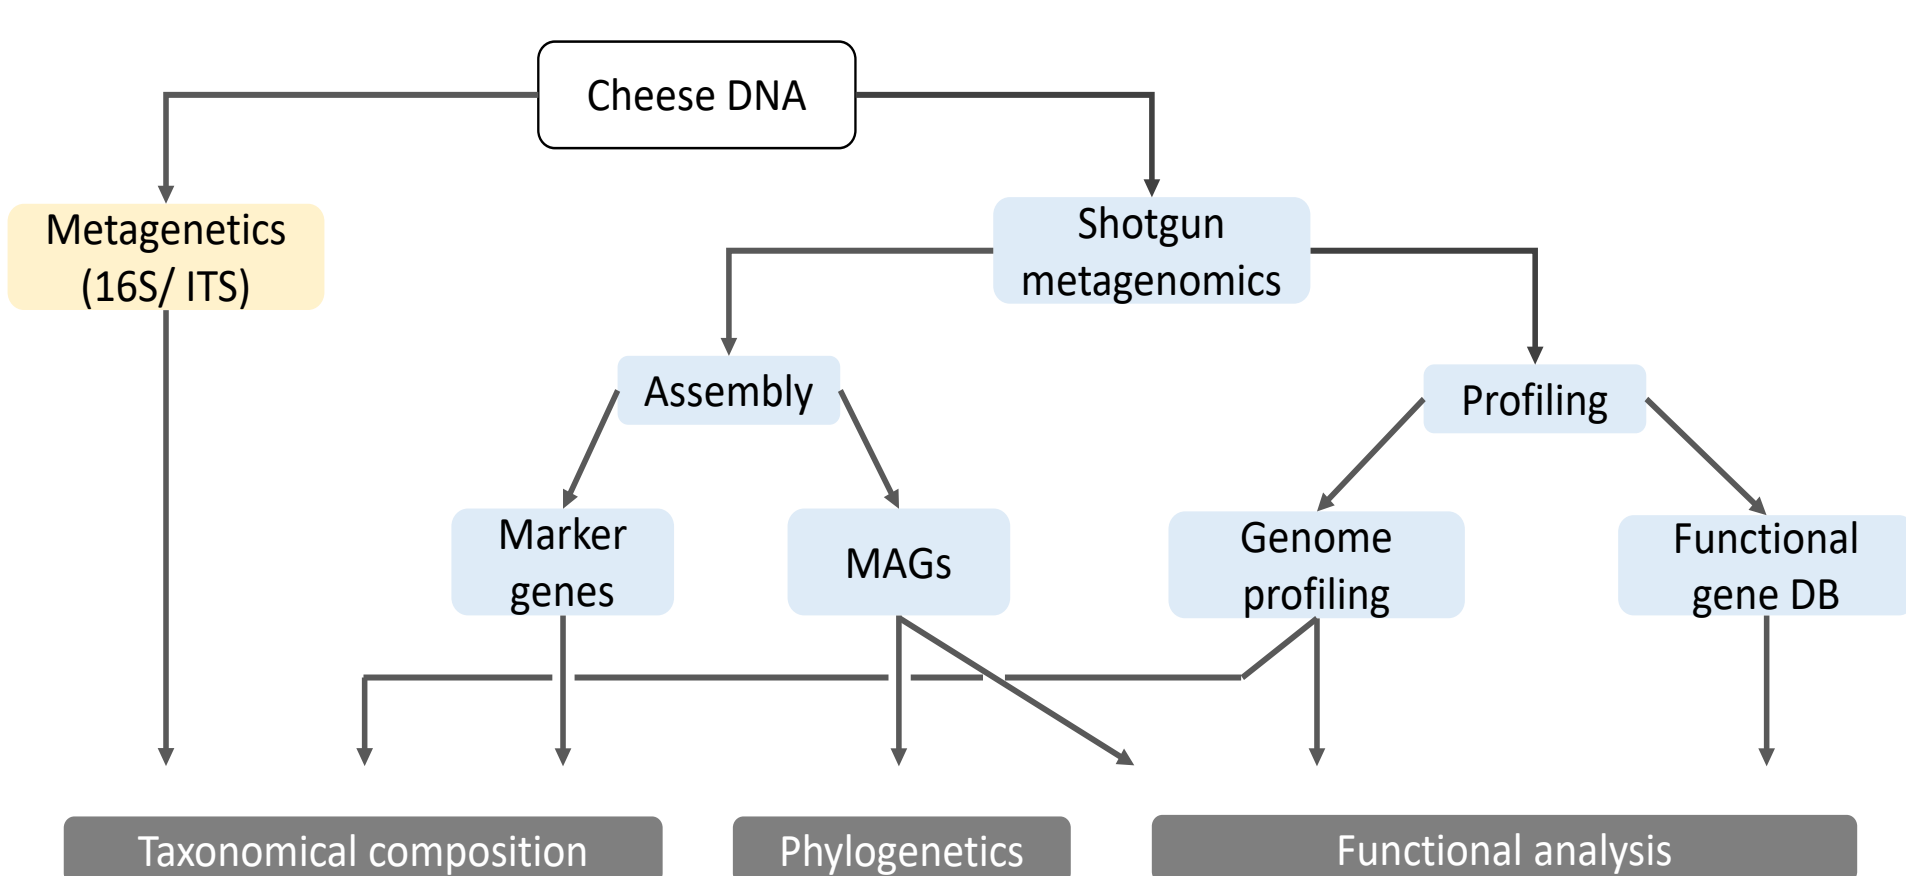 Cheese DNA
Metagenetics
(16S/ ITS)
Shotgun
metagenomics
Assembly
Profiling
Marker
genes
MAGs
Genome
profiling
Functional
gene DB
Taxonomical composition
Phylogenetics
Functional analysis